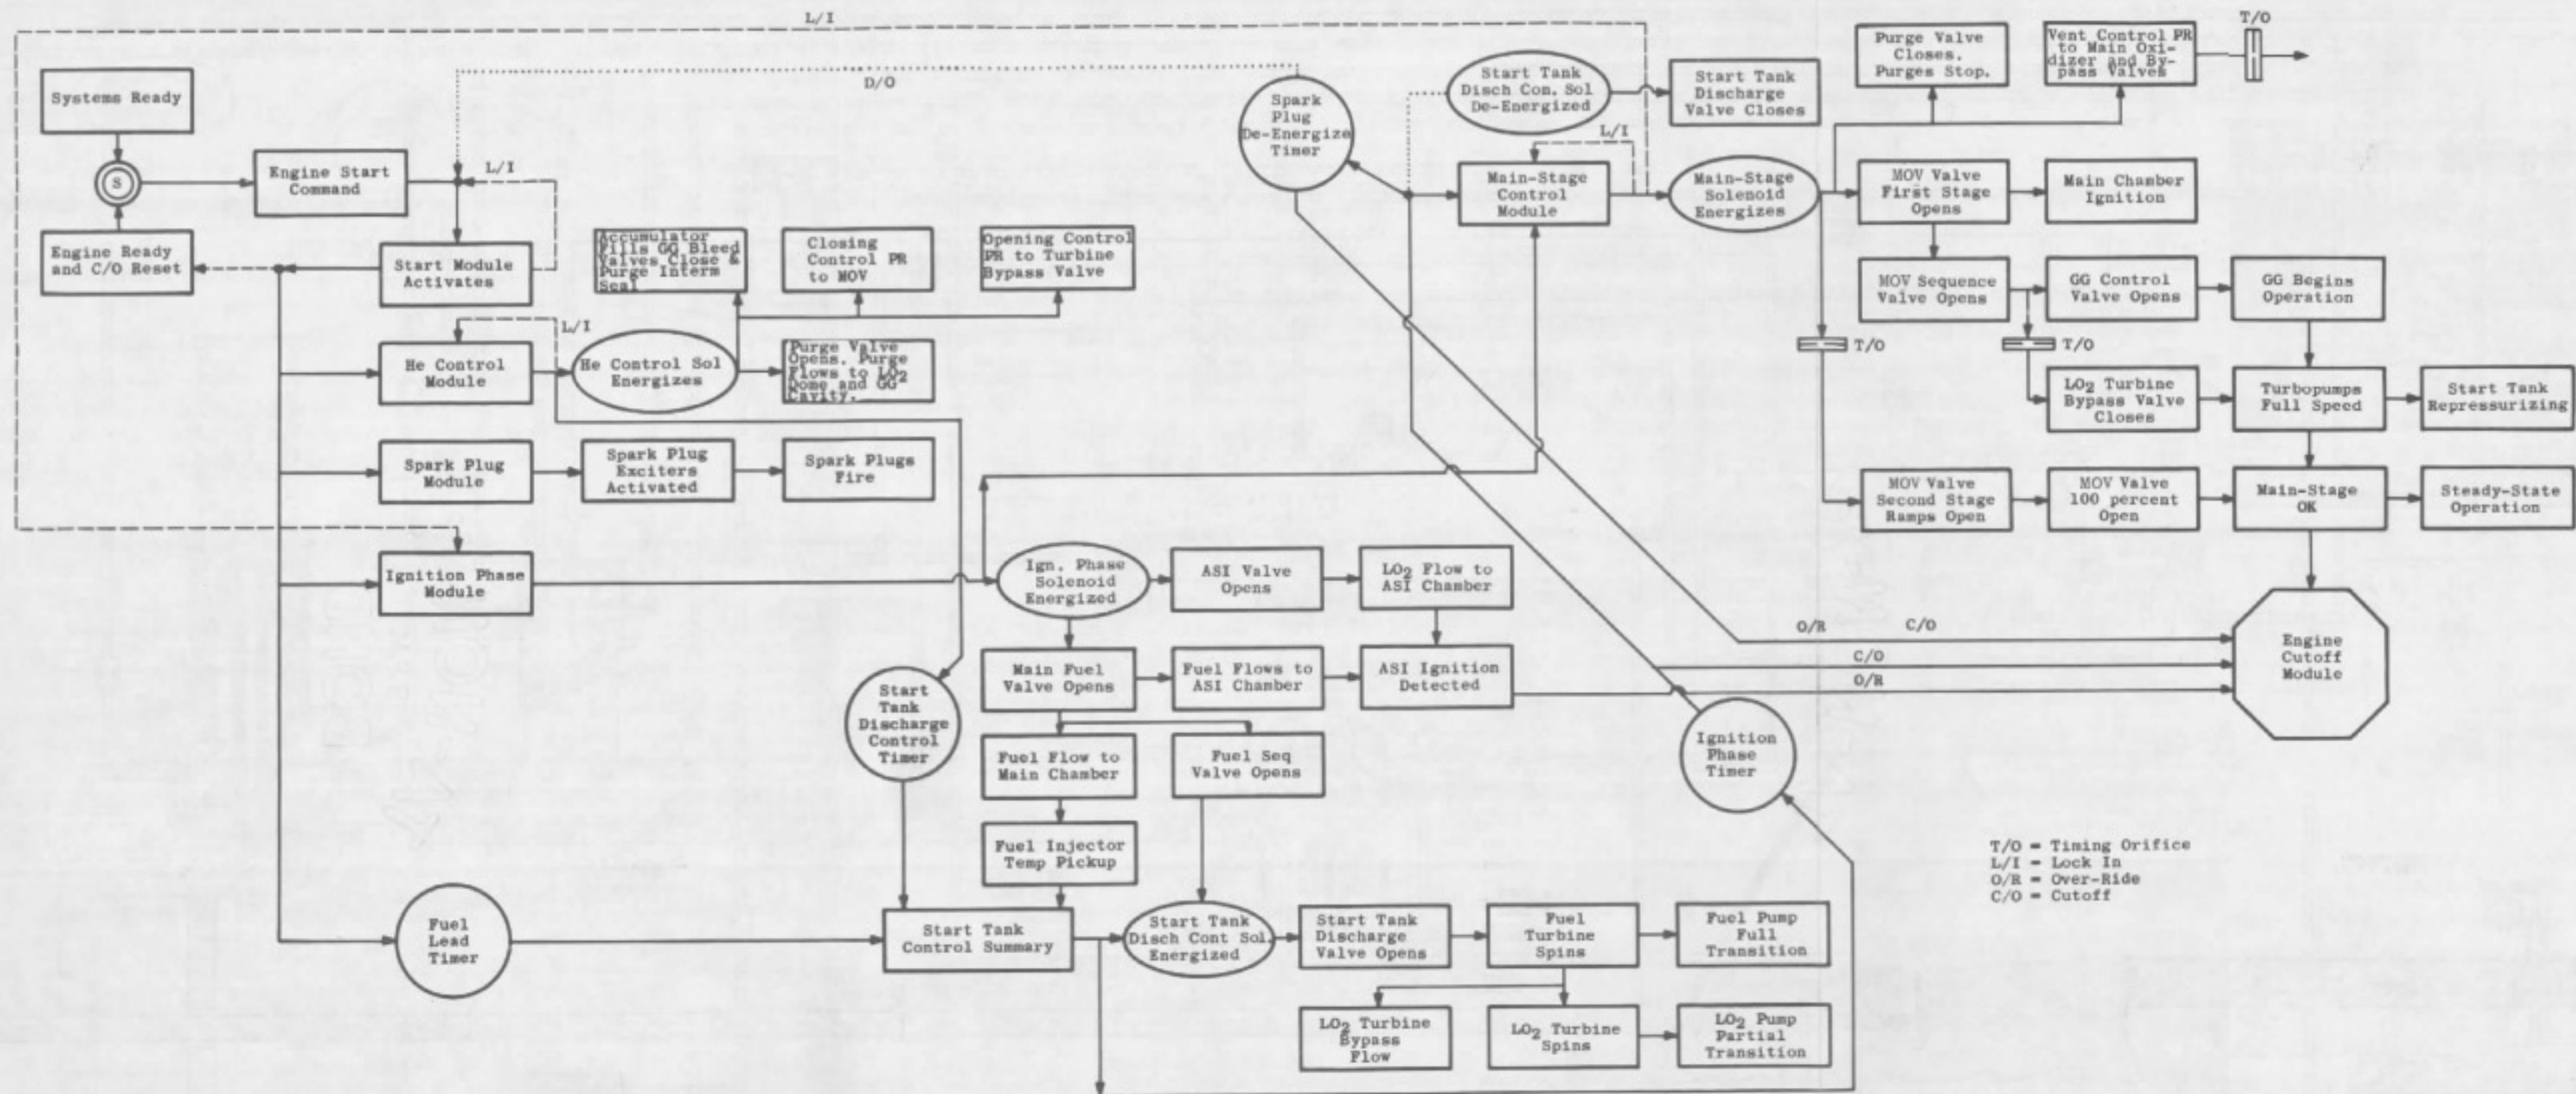 L/I
T/O
Systems Ready
D/O
Spark
Plug
De-Energize
Timer
Start Tank
Disch Con. Sol
De-Energized
Start Tank
Discharge
Valve Closes
Purge Valve
Closes.
Purges Stop.
Vent Control PR
to Main Oxi-
dizer and By-
pass Valves
S
Engine Start
Command
L/I
L/I
Main-Stage
Control
Module
Main-Stage
Solenoid
Energizes
MOV Valve
First Stage
Opens
Main Chamber
Ignition
Engine Ready
and C/O Reset
Start Module
Activates
Accumulator
Fills GG Bleed
Valves Close &
Purge Interm
Seal
Closing
Control PR
to MOV
Opening Control
PR to Turbine
Bypass Valve
MOV Sequence
Valve Opens
GG Control
Valve Opens
GG Begins
Operation
L/I
He Control
Module
He Control Sol
Energizes
Purge Valve
Opens. Purge
Flows to LO2
Dome and GG
Cavity.
T/O
T/O
LO2 Turbine
Bypass Valve
Closes
Turbopumps
Full Speed
Start Tank
Repressurizing
Spark Plug
Module
Spark Plug
Exciters
Activated
Spark Plugs
Fire
MOV Valve
Second Stage
Ramps Open
MOV Valve
100 percent
Open
Main-Stage
OK
Steady-State
Operation
Ignition Phase
Module
Ign. Phase
Solenoid
Energized
ASI Valve
Opens
LO2 Flow to
ASI Chamber
O/R C/O
C/O
O/R
Engine
Cutoff
Module
Start
Tank
Discharge
Control
Timer
Main Fuel
Valve Opens
Fuel Flows to
ASI Chamber
ASI Ignition
Detected
Fuel Flow to
Main Chamber
Fuel Seq
Valve Opens
Ignition
Phase
Timer
Fuel Injector
Temp Pickup
T/O = Timing Orifice
L/I = Lock In
O/R = Over-Ride
C/O = Cutoff
Fuel
Lead
Timer
Start Tank
Control Summary
Start Tank
Disch Cont Sol.
Energized
Start Tank
Discharge
Valve Opens
Fuel
Turbine
Spins
Fuel Pump
Full
Transition
LO2 Turbine
Bypass
Flow
LO2 Turbine
Spins
LO2 Pump
Partial
Transition